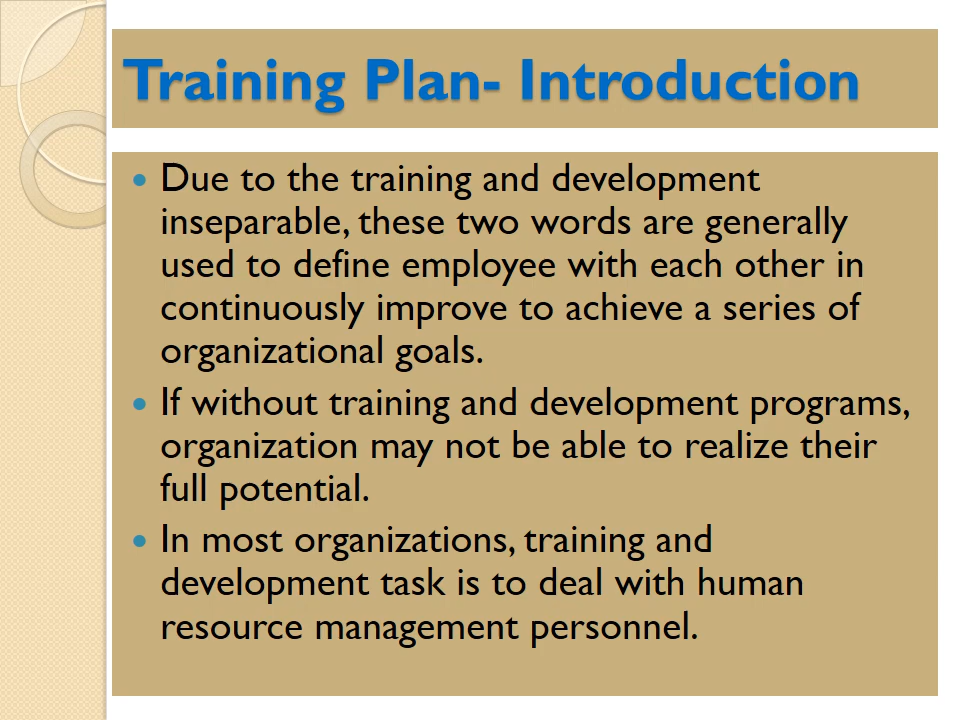 Training Plan- Introduction
• Due to the training and development
inseparable, these two words are generally
used to define employee with each other in
continuously improve to achieve a series of
organizational goals.
• If without training and development programs,
organization may not be able to realize their
full potential.
• In most organizations, training and
development task is to deal with human
resource management personnel.